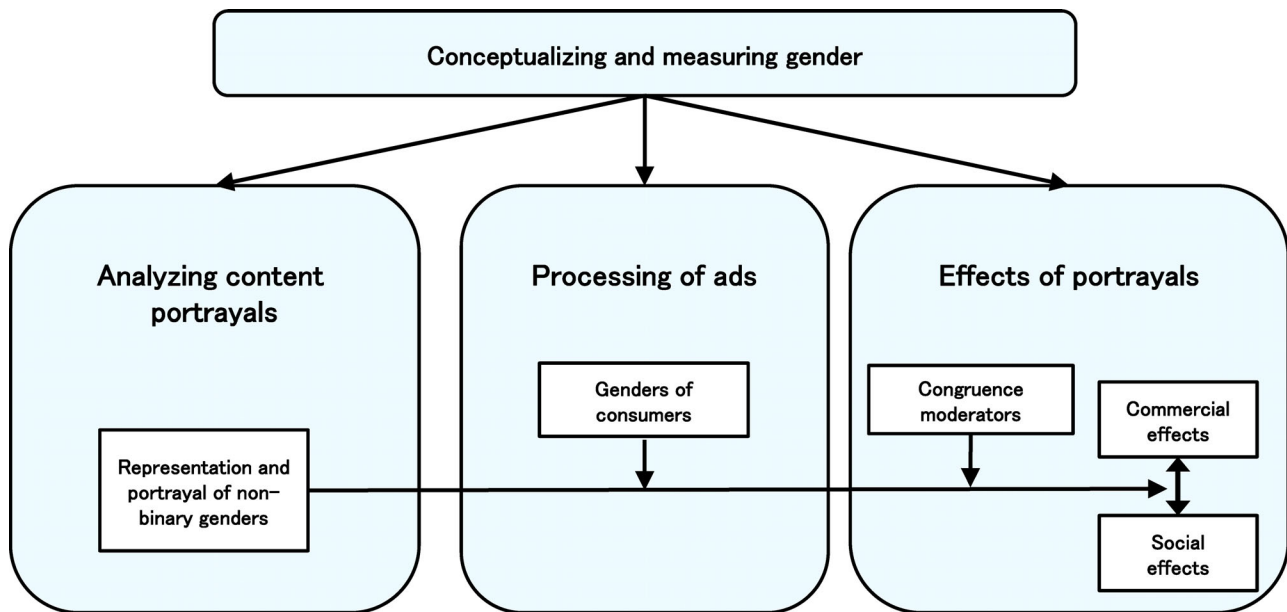 Conceptualizing and measuring gender
Analyzing content
portrayals
Representation and
portrayal of non-
binary genders
Processing of ads
Genders of
consumers
Effects of portrayals
Congruence
moderators
Commercial
effects
Social
effects